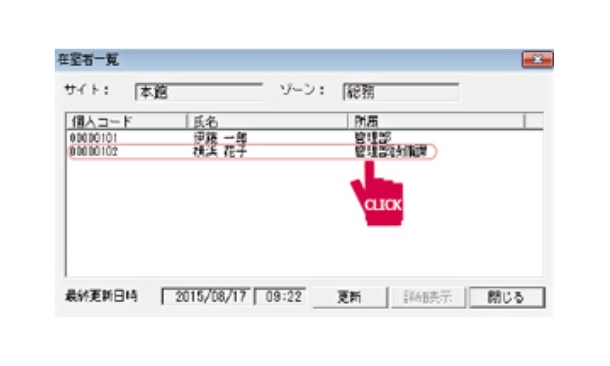 在室者一覧
サイト： 本館 ゾーン： 総務
個人コード 氏名 所属
00000101 伊藤 一郎 管理部
00000102 横浜 花子 管理部
CLICK
最終更新日時 2015/08/17 09:22 更新 詳細表示 閉じる